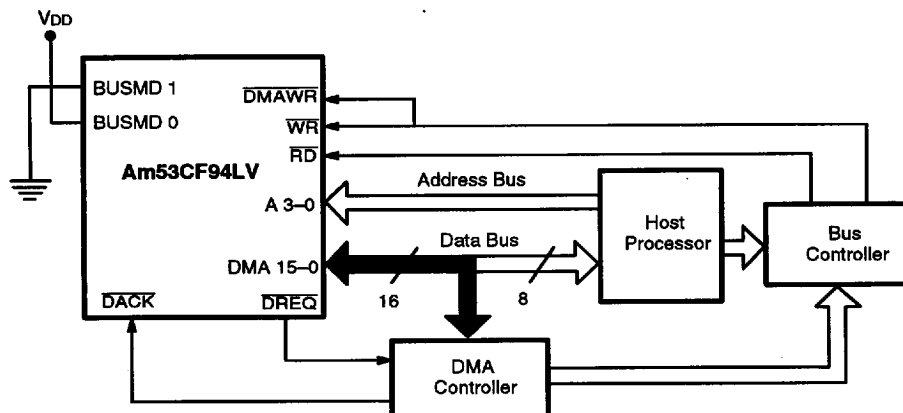 VDD
BUSMD 1
BUSMD 0
Am53CF94LV
DMAWR
WR
RD
A 3–0
DMA 15–0
DACK
DREQ
Address Bus
Data Bus
16
8
Host
Processor
Bus
Controller
DMA
Controller